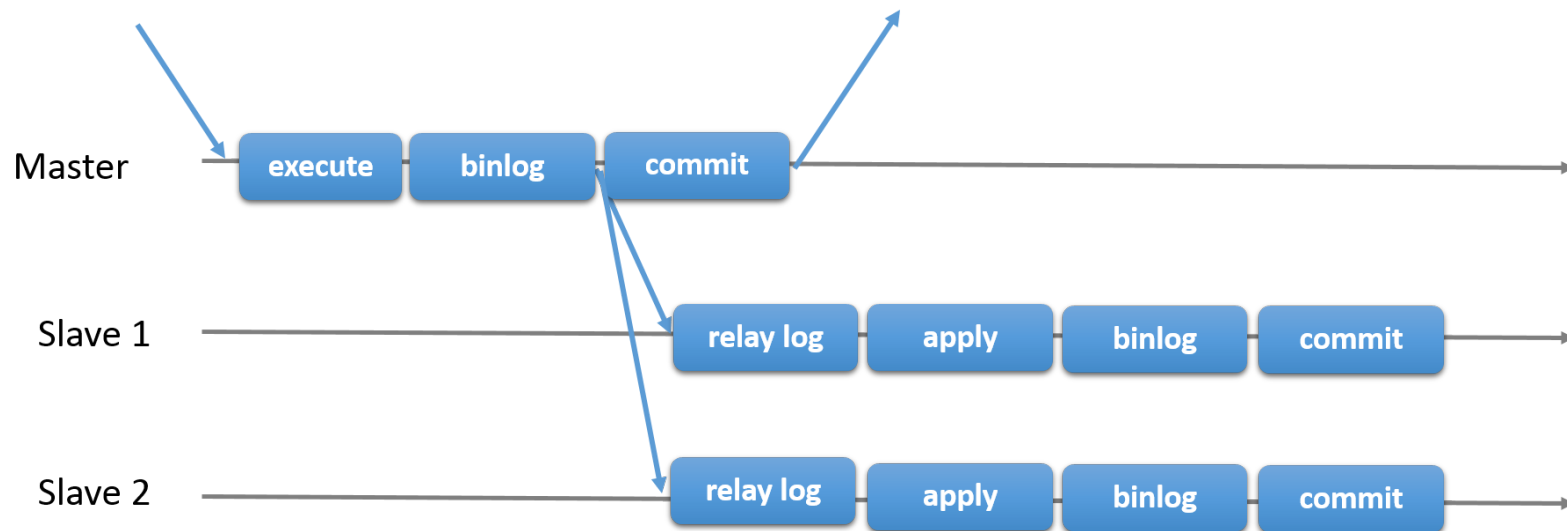 Master execute binlog commit
Slave 1 relay log apply binlog commit
Slave 2 relay log apply binlog commit